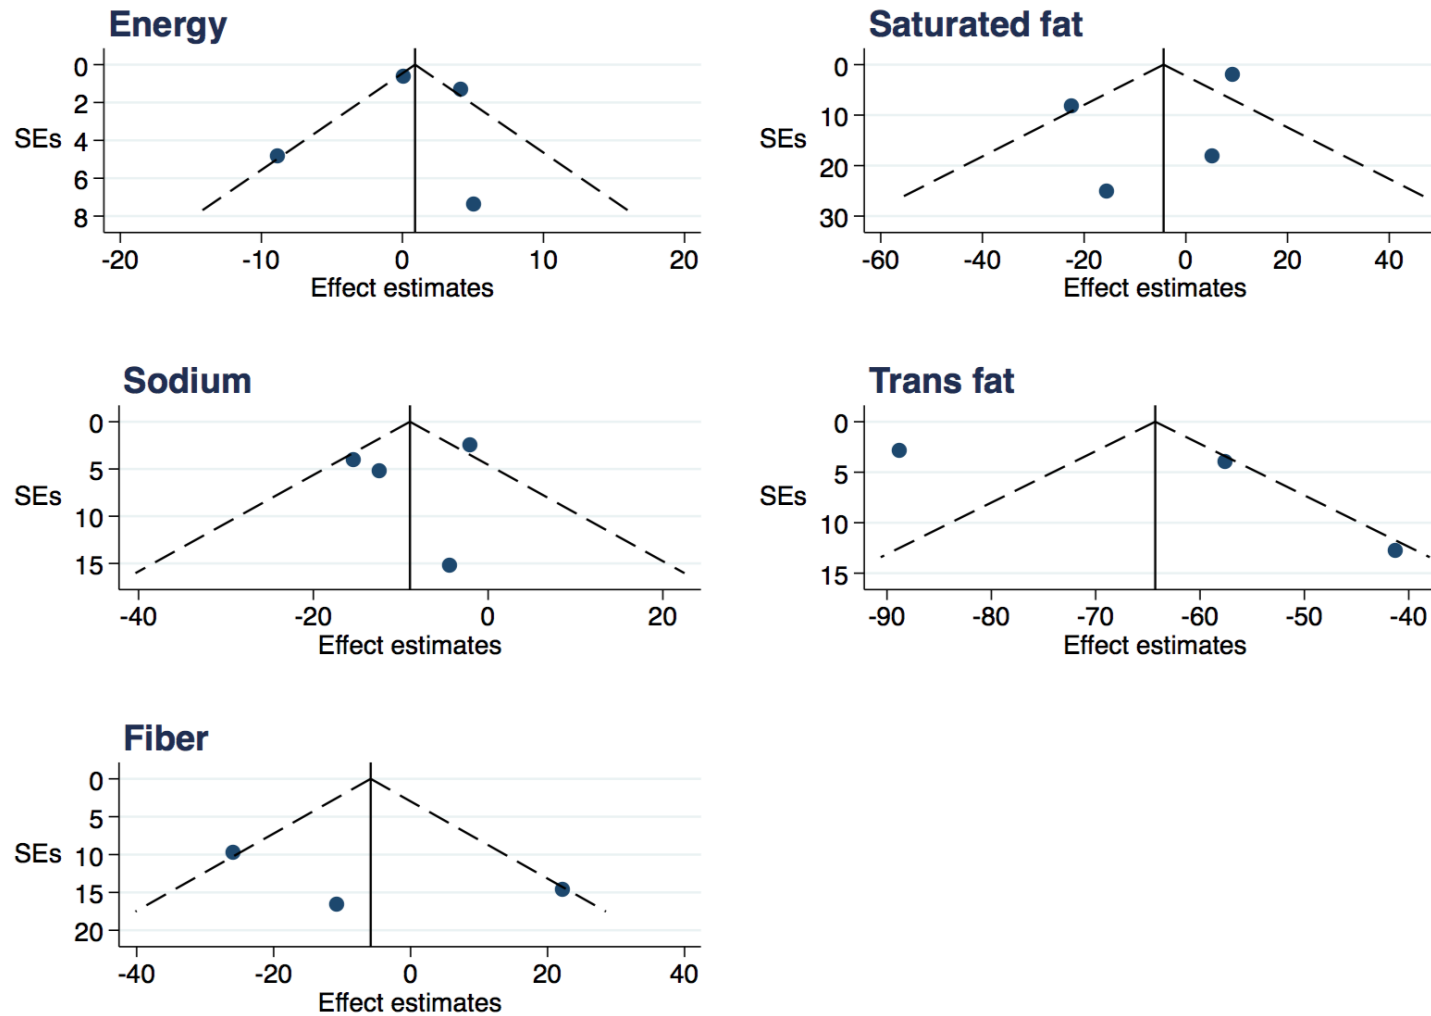 Energy
0
2
SEs 4
6
8
-20 -10 0 10 20
Effect estimates
Saturated fat
0
10
SEs
20
30
-60 -40 -20 0 20 40
Effect estimates
Sodium
0
5
SEs
10
15
-40 -20 0 20
Effect estimates
Trans fat
0
5
SEs
10
15
-90 -80 -70 -60 -50 -40
Effect estimates
Fiber
0
5
SEs 10
15
20
-40 -20 0 20 40
Effect estimates